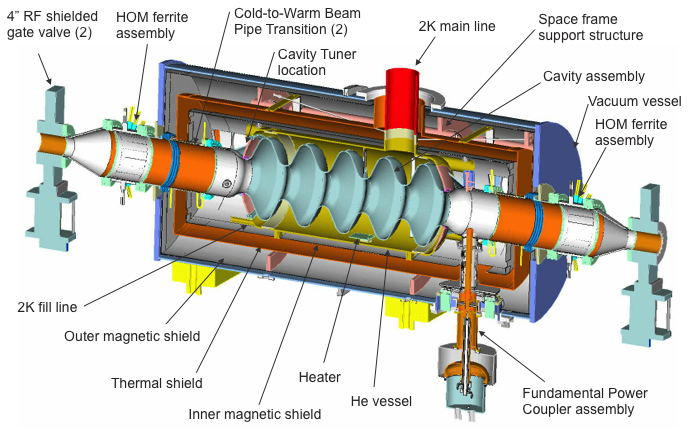 4” RF shielded
gate valve (2)
HOM ferrite
assembly
Cold-to-Warm Beam
Pipe Transition (2)
Cavity Tuner
location
2K main line
Space frame
support structure
Cavity assembly
Vacuum vessel
HOM ferrite
assembly
2K fill line
Outer magnetic shield
Thermal shield
Inner magnetic shield
Heater
He vessel
Fundamental Power
Coupler assembly